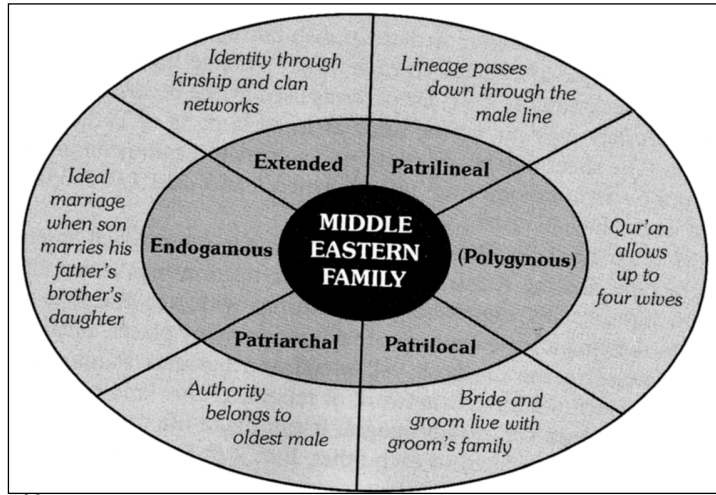 Identity through
kinship and clan
networks
Lineage passes
down through the
male line
Extended
Patrilineal
Ideal
marriage
when son
marries his
father's
brother's
daughter
Endogamous
MIDDLE
EASTERN
FAMILY
(Polygynous)
Qur'an
allows
up to
four wives
Patriarchal
Patrilocal
Authority
belongs to
oldest male
Bride and
groom live with
groom's family